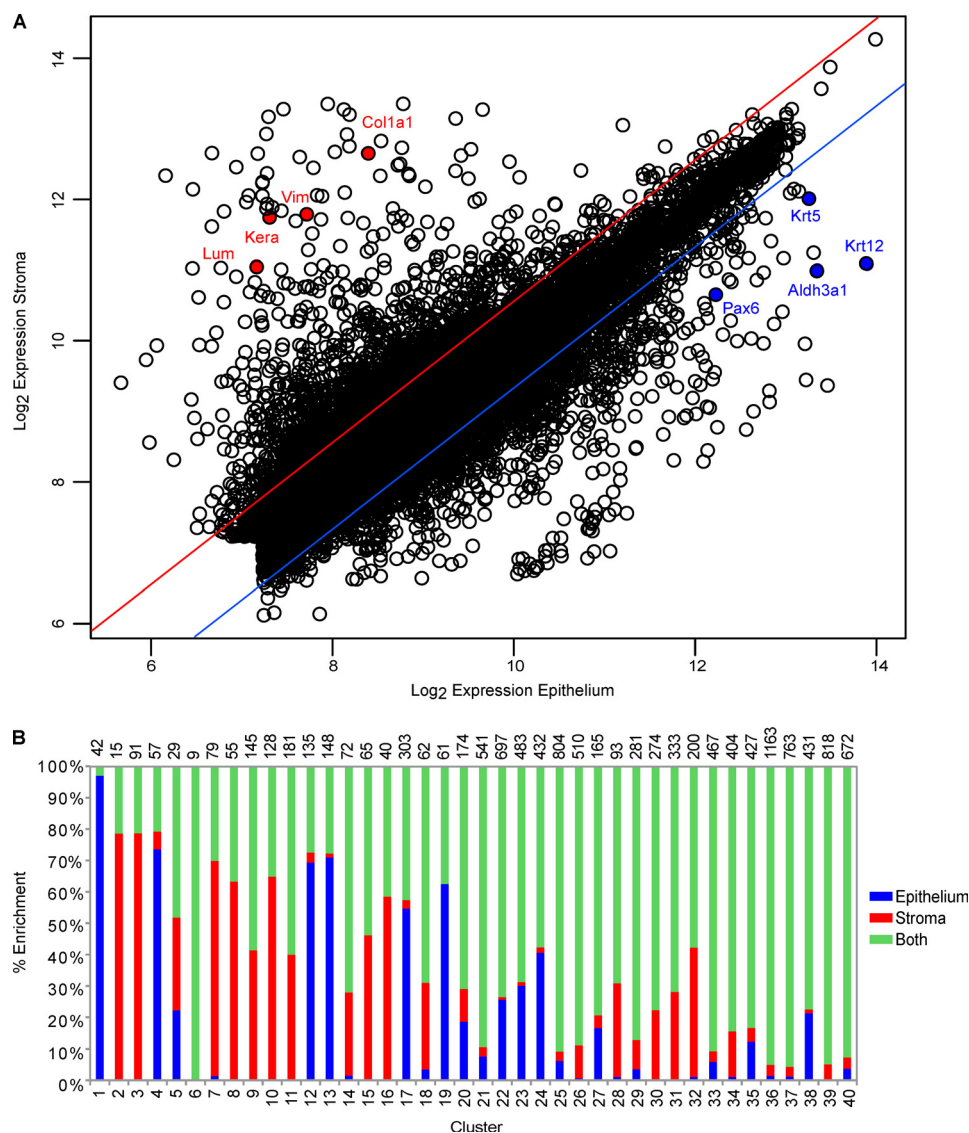 A
Log2 Expression Stroma
14
12
10
8
6
Col1a1
Vim
Kera
Lum
Krt5
Krt12
Aldh3a1
Pax6
6 8 10 12 14
Log2 Expression Epithelium
B
42 15 91 57 29 9 79 55 145 128 181 135 148 72 65 40 303 62 61 174 541 697 483 432 804 510 165 93 281 274 333 200 467 404 427 1163 763 431 818 672
% Enrichment
100%
90%
80%
70%
60%
50%
40%
30%
20%
10%
0%
Epithelium
Stroma
Both
1 2 3 4 5 6 7 8 9 10 11 12 13 14 15 16 17 18 19 20 21 22 23 24 25 26 27 28 29 30 31 32 33 34 35 36 37 38 39 40
Cluster